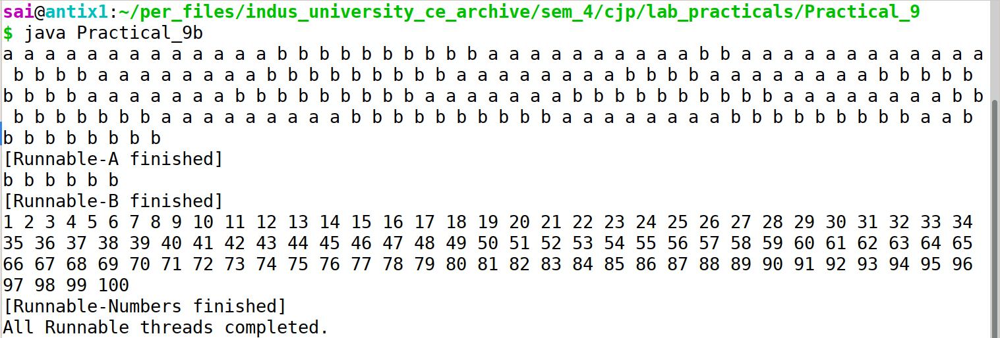 sai@antix1:~/per_files/indus_university_ce_archive/sem_4/cjp/lab_practicals/Practical_9
$ java Practical_9b
a a a a a a a a a a a a a b b b b b b b b b b a a a a a a a a a a b b a a a a a a a a a a a a
b b b b a a a a a a a a b b b b b b b b b a a a a a a a a b b b b a a a a a a a a b b b b b
b b b b a a a a a a a b b b b b b b b b a a a a a a a b b b b b b b b b b a a a a a a a a b b
b b b b b b b a a a a a a a a a b b b b b b b b b b a a a a a a a a b b b b b b b b b a a b
b b b b b b b b
[Runnable-A finished]
b b b b b b
[Runnable-B finished]
1 2 3 4 5 6 7 8 9 10 11 12 13 14 15 16 17 18 19 20 21 22 23 24 25 26 27 28 29 30 31 32 33 34
35 36 37 38 39 40 41 42 43 44 45 46 47 48 49 50 51 52 53 54 55 56 57 58 59 60 61 62 63 64 65
66 67 68 69 70 71 72 73 74 75 76 77 78 79 80 81 82 83 84 85 86 87 88 89 90 91 92 93 94 95 96
97 98 99 100
[Runnable-Numbers finished]
All Runnable threads completed.